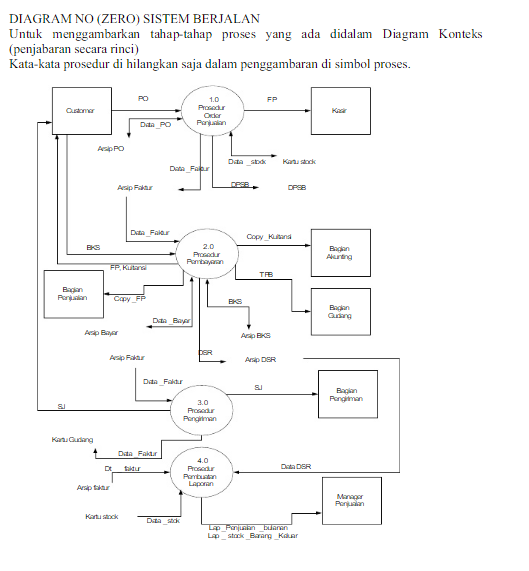 DIAGRAM NO (ZERO) SISTEM BERJALAN
Untuk menggambarkan tahap-tahap proses yang ada didalam Diagram Konteks
(penjabaran secara rinci)
Kata-kata prosedur di hilangkan saja dalam penggambaran di simbol proses.
Customer
PO
1.0
Prosedur
Order
Penjualan
FP
Kasir
Data _PO
Arsip PO
Data _Faktur
Data _stock
Kartu stock
Arsip Faktur
DPSB
DPSB
Data _Faktur
BKS
2.0
Prosedur
Pembayaran
Copy _Kuitansi
Bagian
Akunting
FP, Kuitansi
TPB
Bagian
Penjualan
Copy _FP
BKS
Bagian
Gudang
Data _Bayar
Arsip Bayar
Arsip BKS
DSR
Arsip Faktur
Arsip DSR
Data _Faktur
SJ
Bagian
Pengiriman
SJ
3.0
Prosedur
Pengiriman
Kartu Gudang
Data _Faktur
4.0
Prosedur
Pembuatan
Laporan
Dt faktur
Data DSR
Arsip faktur
Manager
Penjualan
Kartu stock
Data _stok
Lap _Penjualan _bulanan
Lap _ stock _Barang _Keluar